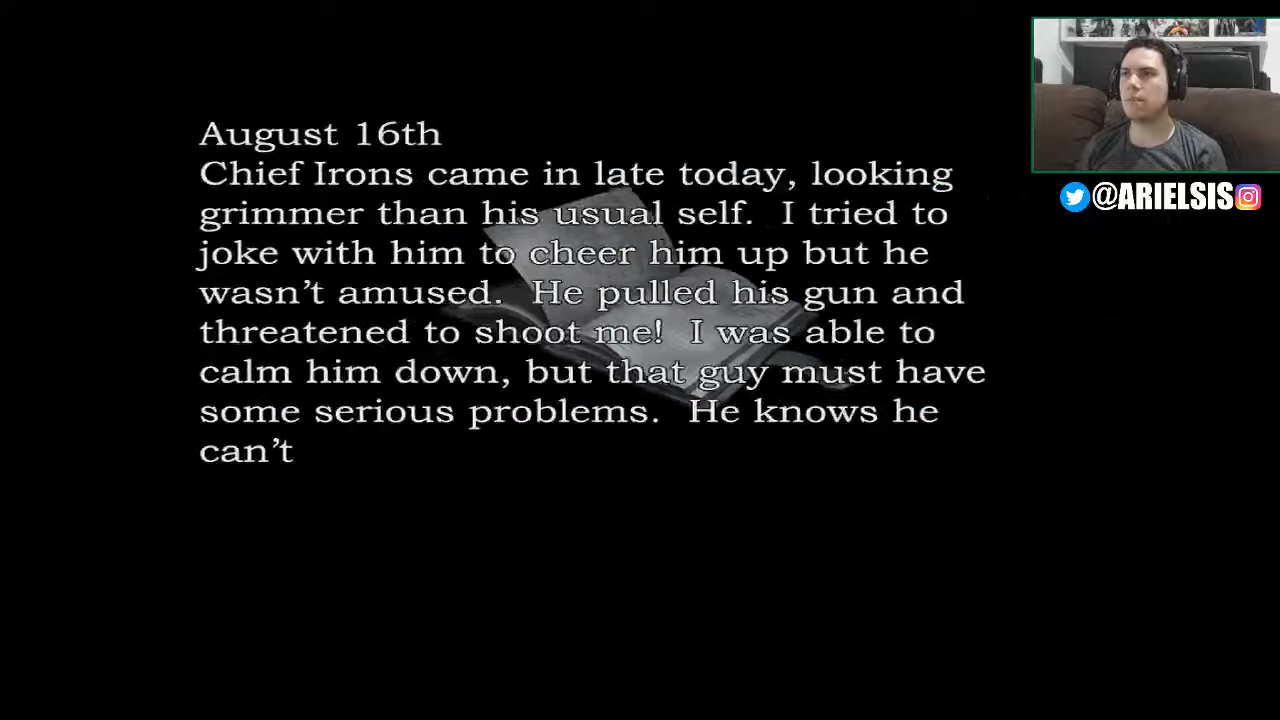 August 16th
Chief Irons came in late today, looking
grimmer than his usual self.  I tried to
joke with him to cheer him up but he
wasn't amused.  He pulled his gun and
threatened to shoot me!  I was able to
calm him down, but that guy must have
some serious problems.  He knows he
can't
@ARIELSIS